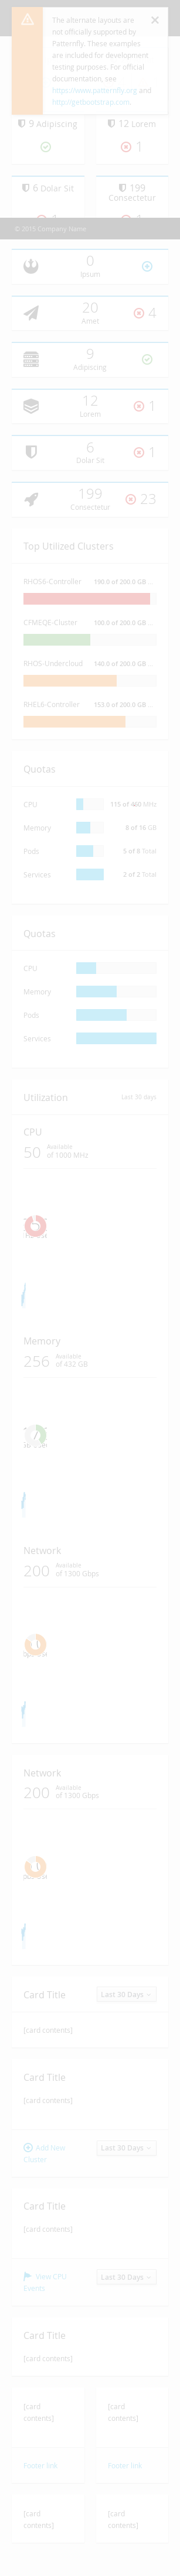 The alternate layouts are
not officially supported by
Patternfly. These examples
are included for development
testing purposes. For official
documentation, see
https://www.patternfly.org and
http://getbootstrap.com.
9 Adipiscing
12 Lorem
1
6 Dolar Sit
199
Consectetur
© 2015 Company Name
0
Ipsum
20
Amet
4
9
Adipiscing
12
Lorem
1
6
Dolar Sit
1
199
Consectetur
23
Top Utilized Clusters
RHOS6-Controller
190.0 of 200.0 GB
CFMEQE-Cluster
100.0 of 200.0 GB
RHOS-Undercloud
140.0 of 200.0 GB
RHEL6-Controller
153.0 of 200.0 GB
Quotas
CPU
115 of 460 MHz
Memory
8 of 16 GB
Pods
5 of 8 Total
Services
2 of 2 Total
Quotas
CPU
Memory
Pods
Services
Utilization
Last 30 days
CPU
50
Available
of 1000 MHz
Memory
256
Available
of 432 GB
Network
200
Available
of 1300 Gbps
Network
200
Available
of 1300 Gbps
Card Title
Last 30 Days
[card contents]
Card Title
[card contents]
Add New
Cluster
Last 30 Days
Card Title
[card contents]
View CPU
Events
Last 30 Days
Card Title
[card contents]
[card
contents]
[card
contents]
Footer link
Footer link
[card
contents]
[card
contents]